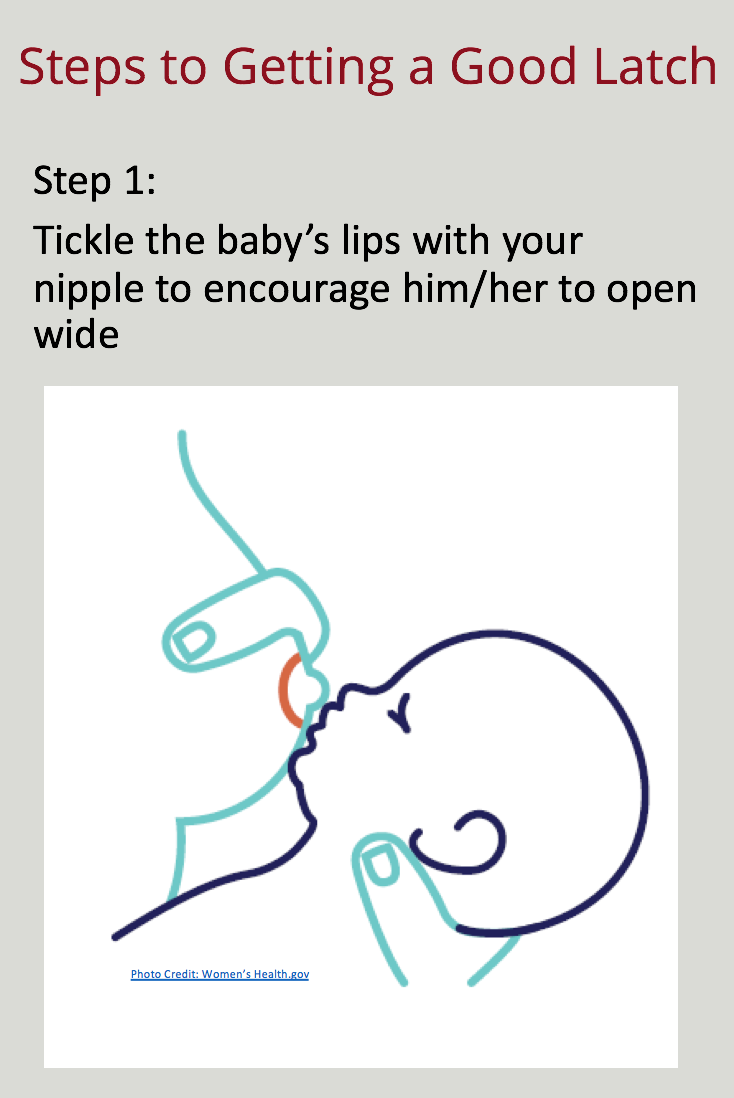 Steps to Getting a Good Latch
Step 1:
Tickle the baby’s lips with your
nipple to encourage him/her to open
wide
Photo Credit: Women’s Health.gov